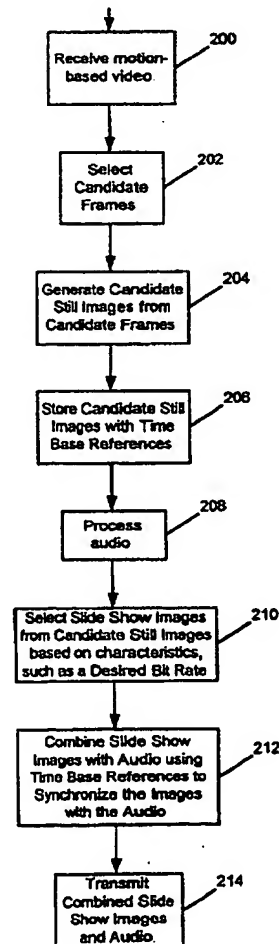 Receive motion-
based video
200
Select
Candidate
Frames
202
Generate Candidate
Still Images from
Candidate Frames
204
Store Candidate Still
Images with Time
Base References
206
Process
audio
208
Select Slide Show Images
from Candidate Still Images
based on characteristics,
such as a Desired Bit Rate
210
Combine Slide Show
Images with Audio using
Time Base References to
Synchronize the Images
with the Audio
212
Transmit
Combined Slide
Show Images
and Audio.
214